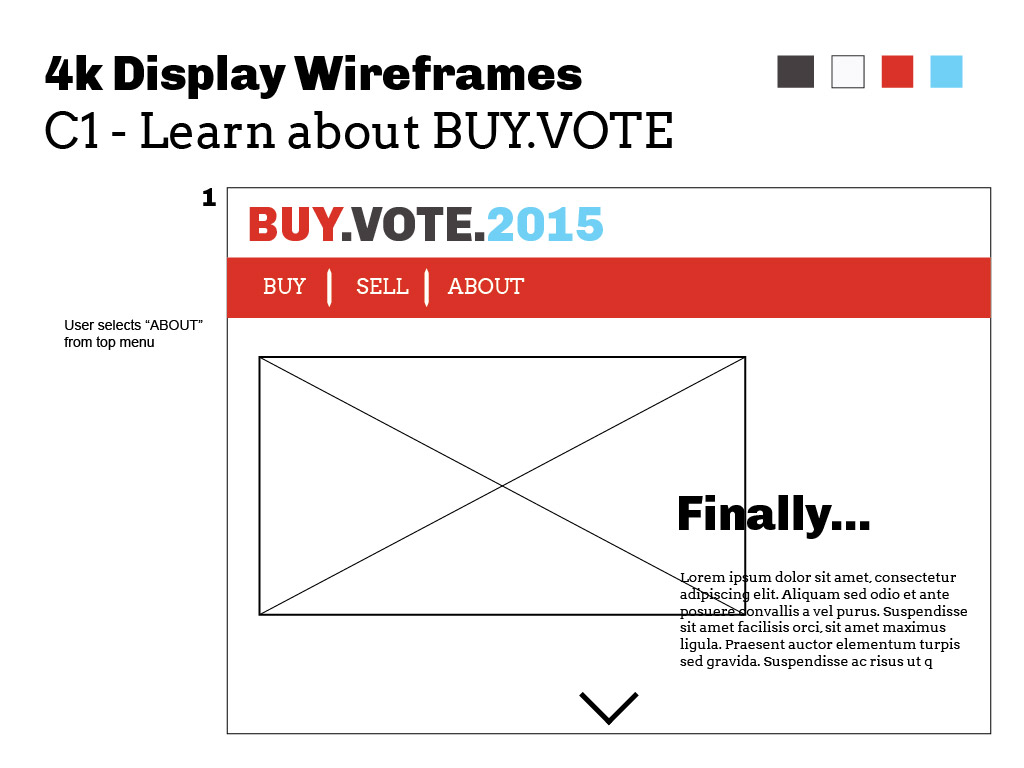 4k Display Wireframes
C1 - Learn about BUY.VOTE
1
BUY.VOTE.2015
BUY SELL ABOUT
User selects “ABOUT”
from top menu
Finally...
Lorem ipsum dolor sit amet, consectetur
adipiscing elit. Aliquam sed odio et ante
posuere convallis a vel purus. Suspendisse
sit amet facilisis orci, sit amet maximus
ligula. Praesent auctor elementum turpis
sed gravida. Suspendisse ac risus ut q